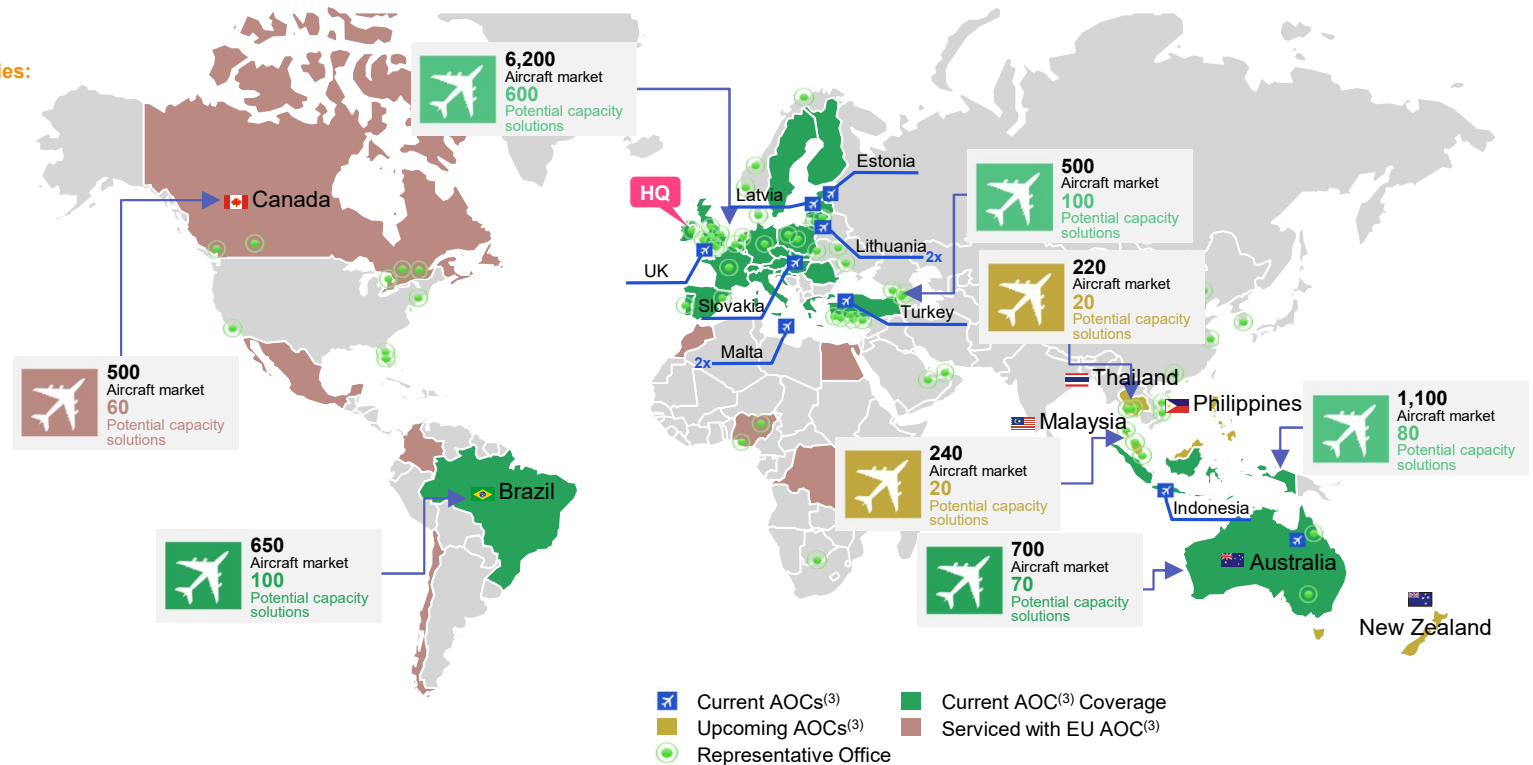 ies:
6,200
Aircraft market
600
Potential capacity
solutions
Estonia
Latvia
HQ
Lithuania
2x
UK
Slovakia
Turkey
Malta
2x
500
Aircraft market
100
Potential capacity
solutions
220
Aircraft market
20
Potential capacity
solutions
Canada
500
Aircraft market
60
Potential capacity
solutions
Thailand
Philippines
Malaysia
1,100
Aircraft market
80
Potential capacity
solutions
240
Aircraft market
20
Potential capacity
solutions
Indonesia
Brazil
650
Aircraft market
100
Potential capacity
solutions
700
Aircraft market
70
Potential capacity
solutions
Australia
New Zealand
Current AOCs(3)
Current AOC(3) Coverage
Upcoming AOCs(3)
Serviced with EU AOC(3)
Representative Office